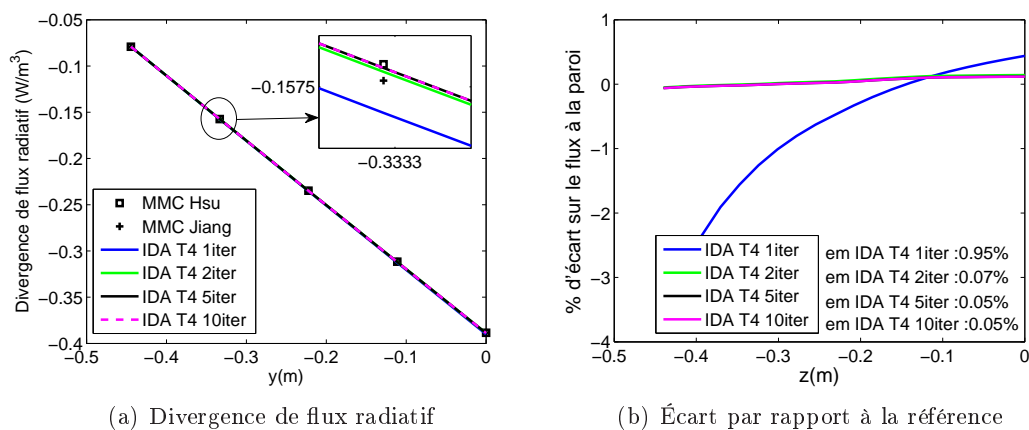 Divergence de flux radiatif (W/m³)
−0.05
−0.1
−0.15
−0.2
−0.25
−0.3
−0.35
−0.4
−0.5
−0.4
−0.3
−0.2
−0.1
0
y(m)
−0.1575
−0.3333
MMC Hsu
MMC Jiang
IDA T4 1iter
IDA T4 2iter
IDA T4 5iter
IDA T4 10iter
(a) Divergence de flux radiatif
% d'écart sur le flux à la paroi
1
0
−1
−2
−3
−4
−0.5
−0.4
−0.3
−0.2
−0.1
0
z(m)
IDA T4 1iter
IDA T4 2iter
IDA T4 5iter
IDA T4 10iter
em IDA T4 1iter :0.95%
em IDA T4 2iter :0.07%
em IDA T4 5iter :0.05%
em IDA T4 10iter :0.05%
(b) Écart par rapport à la référence